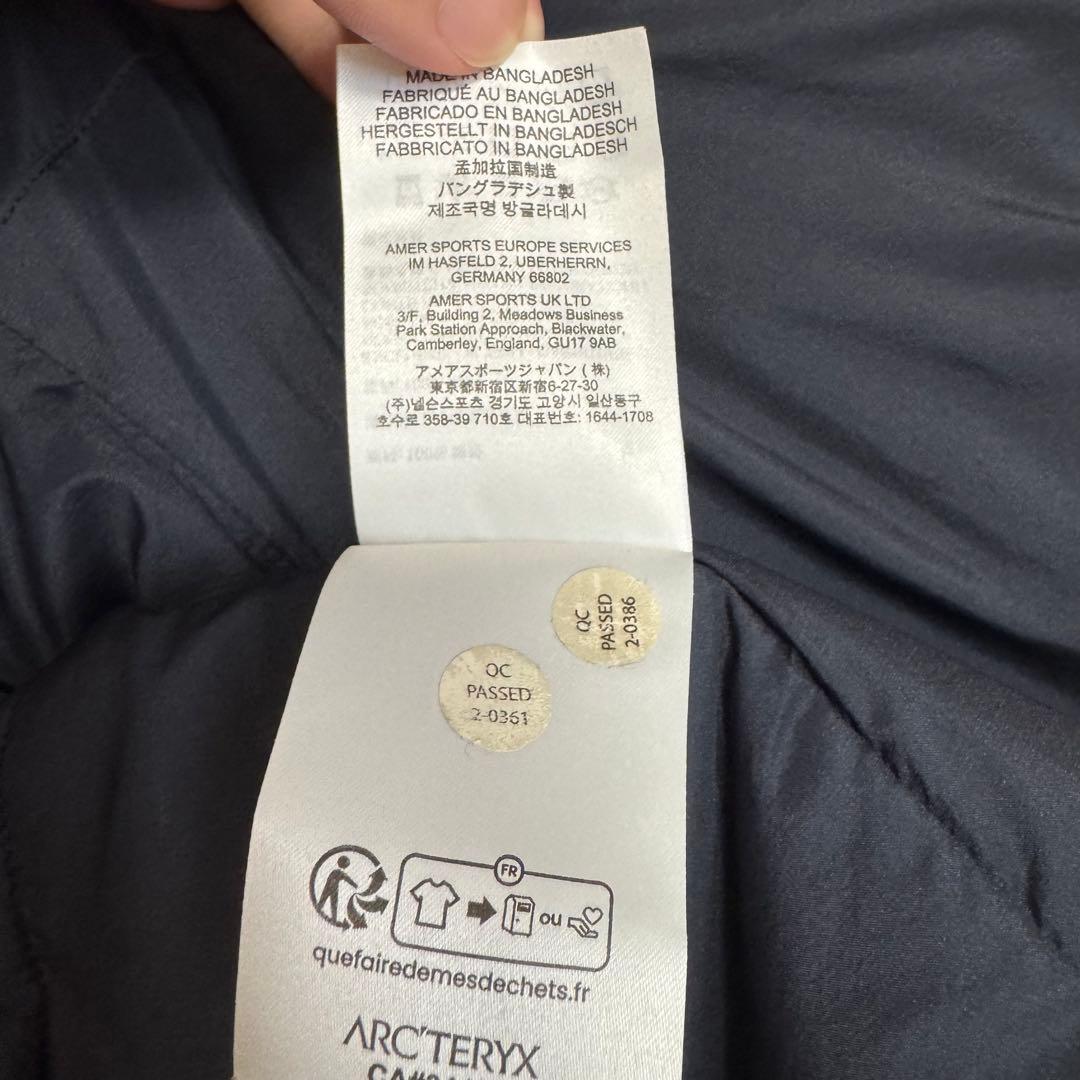 MADE IN BANGLADESH
FABRIQUÉ AU BANGLADESH
FABRICADO EN BANGLADESH
HERGESTELLT IN BANGLADESCH
FABBRICATO IN BANGLADESH
孟加拉国制造
バングラデシュ製
제조국명 방글라데시
AMER SPORTS EUROPE SERVICES
IM HASFELD 2, UBERHERRN,
GERMANY 66802
AMER SPORTS UK LTD
3/F, Building 2, Meadows Business
Park Station Approach, Blackwater,
Camberley, England, GU17 9AB
アメアスポーツジャパン (株)
東京都新宿区新宿6-27-30
(주)넬슨스포츠 경기도 고양시 일산동구
호수로 358-39 710호 대표번호: 1644-1708
QC
PASSED
2-0386
QC
PASSED
2-0361
FR
ou
quefairedemesdechets.fr
ARC'TERYX